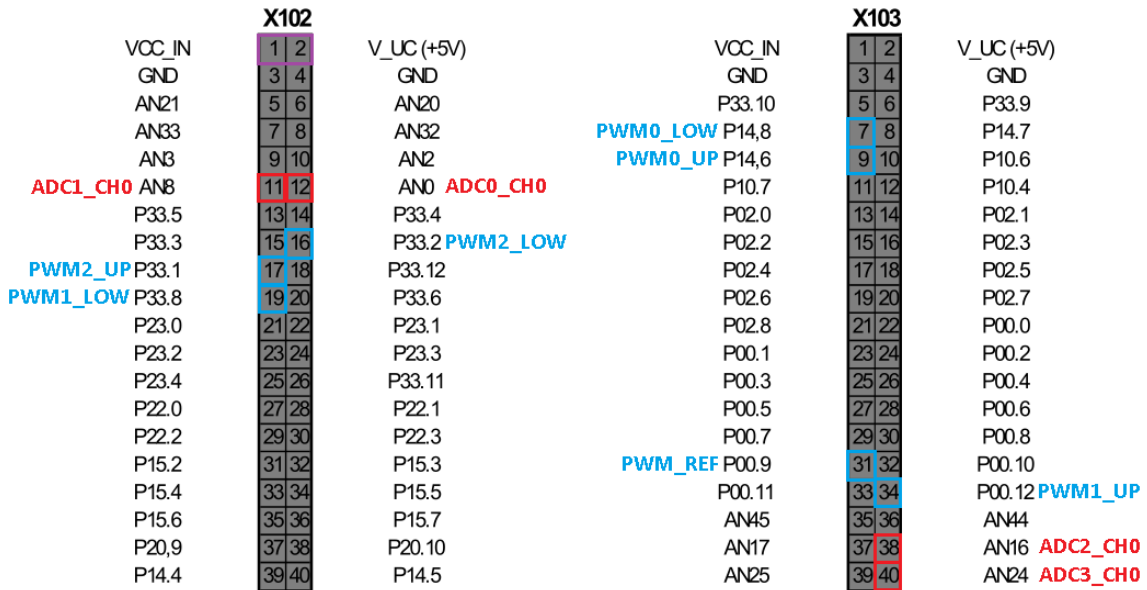 X102 X103
VCC_IN 1 2 V_UC (+5V) VCC_IN 1 2 V_UC (+5V)
GND 3 4 GND GND 3 4 GND
AN21 5 6 AN20 P33.10 5 6 P33.9
AN33 7 8 AN32 PWM0_LOW P14,8 7 8 P14.7
AN3 9 10 AN2 PWM0_UP P14,6 9 10 P10.6
ADC1_CH0 AN8 11 12 AN0 ADC0_CH0 P10.7 11 12 P10.4
P33.5 13 14 P33.4 P02.0 13 14 P02.1
P33.3 15 16 P33.2 PWM2_LOW P02.2 15 16 P02.3
PWM2_UP P33.1 17 18 P33.12 P02.4 17 18 P02.5
PWM1_LOW P33.8 19 20 P33.6 P02.6 19 20 P02.7
P23.0 21 22 P23.1 P02.8 21 22 P00.0
P23.2 23 24 P23.3 P00.1 23 24 P00.2
P23.4 25 26 P33.11 P00.3 25 26 P00.4
P22.0 27 28 P22.1 P00.5 27 28 P00.6
P22.2 29 30 P22.3 P00.7 29 30 P00.8
P15.2 31 32 P15.3 PWM_REF P00.9 31 32 P00.10
P15.4 33 34 P15.5 P00.11 33 34 P00.12 PWM1_UP
P15.6 35 36 P15.7 AN45 35 36 AN44
P20,9 37 38 P20.10 AN17 37 38 AN16 ADC2_CH0
P14.4 39 40 P14.5 AN25 39 40 AN24 ADC3_CH0